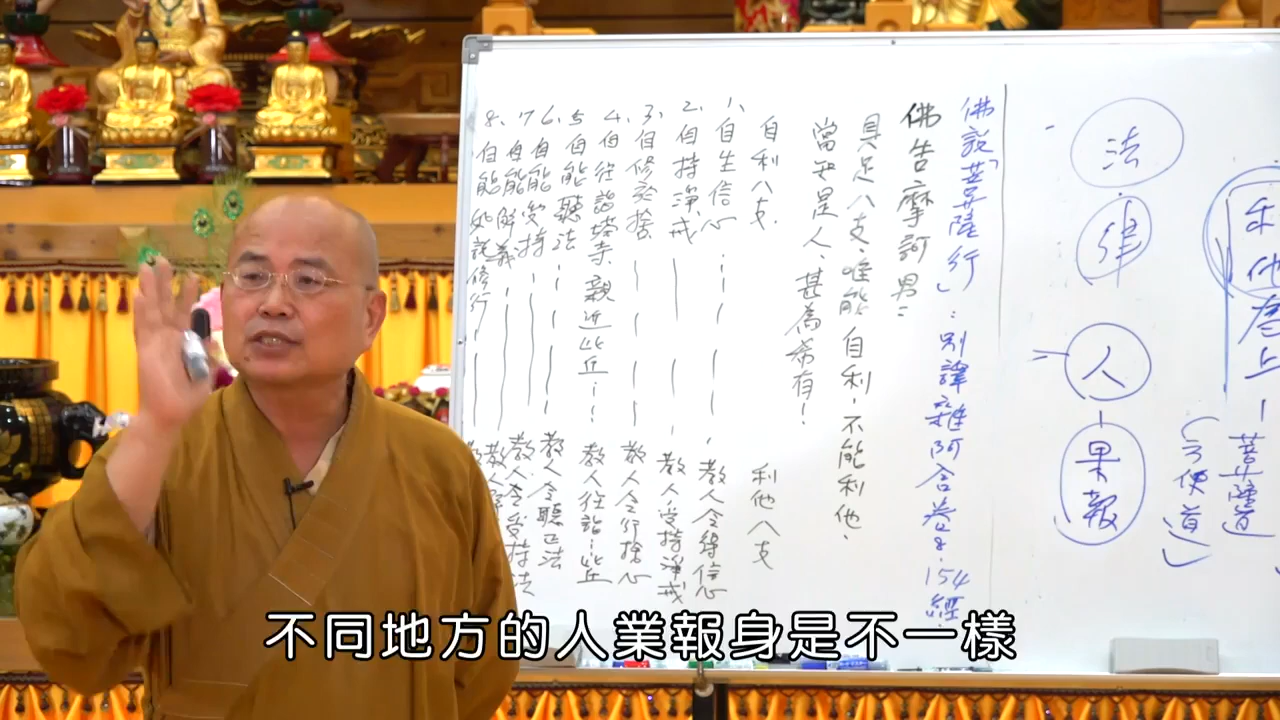 利他唐上—菩薩道
(方便道)
法
律
人
果報
佛說「菩薩行」:別譯雜阿含卷8.154經.
佛告摩訶男:
具足八支,唯能自利,不能利他,
當知是人、甚為希有!
自利八支. 利他八支
1、自生信心 教人令得信心
2、自持淨戒 教人受持淨戒
3、自修於捨 教人令行捨心
4、自往詣塔寺、親近比丘 教人往詣比丘
5、自能聽法 教人令聽正法
6、自能受持 教人令受持法
7、自能解義 教人
8、自能如說修行
不同地方的人業報身是不一樣